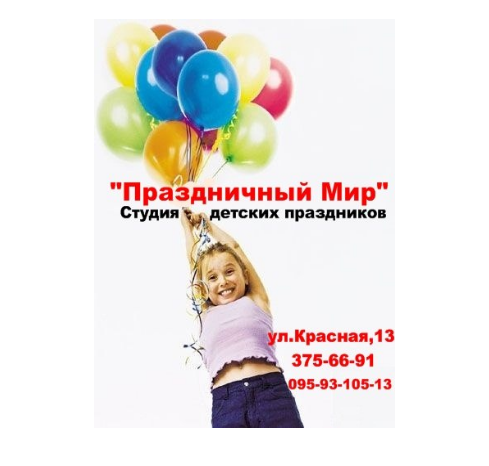 "Праздничный Мир"
Студия детских праздников
ул.Красная,13
375-66-91
095-93-105-13